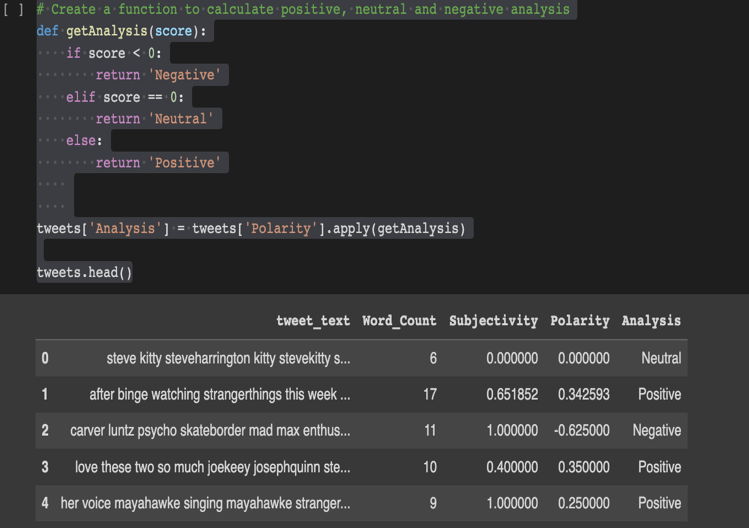 [ ] # Create a function to calculate positive, neutral and negative analysis
def getAnalysis(score):
    if score < 0:
        return 'Negative'
    elif score == 0:
        return 'Neutral'
    else:
        return 'Positive'
tweets['Analysis'] = tweets['Polarity'].apply(getAnalysis)
tweets.head()
tweet_text Word_Count Subjectivity Polarity Analysis
0 steve kitty steveharrington kitty stevekitty s... 6 0.000000 0.000000 Neutral
1 after binge watching strangerthings this week ... 17 0.651852 0.342593 Positive
2 carver luntz psycho skateborder mad max enthus... 11 1.000000 -0.625000 Negative
3 love these two so much joekeey josephquinn ste... 10 0.400000 0.350000 Positive
4 her voice mayahawke singing mayahawke stranger... 9 1.000000 0.250000 Positive